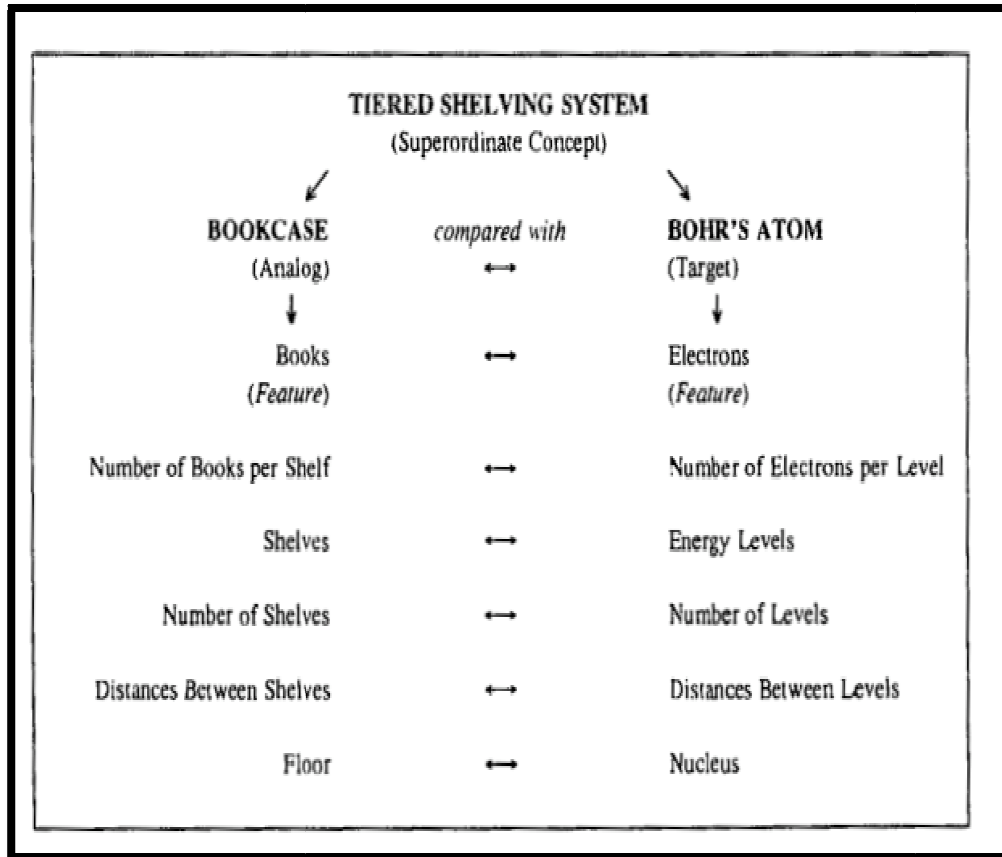 TIERED SHELVING SYSTEM
(Superordinate Concept)
BOOKCASE compared with BOHR'S ATOM
(Analog) ↔ (Target)
Books ↔ Electrons
(Feature) (Feature)
Number of Books per Shelf ↔ Number of Electrons per Level
Shelves ↔ Energy Levels
Number of Shelves ↔ Number of Levels
Distances Between Shelves ↔ Distances Between Levels
Floor ↔ Nucleus